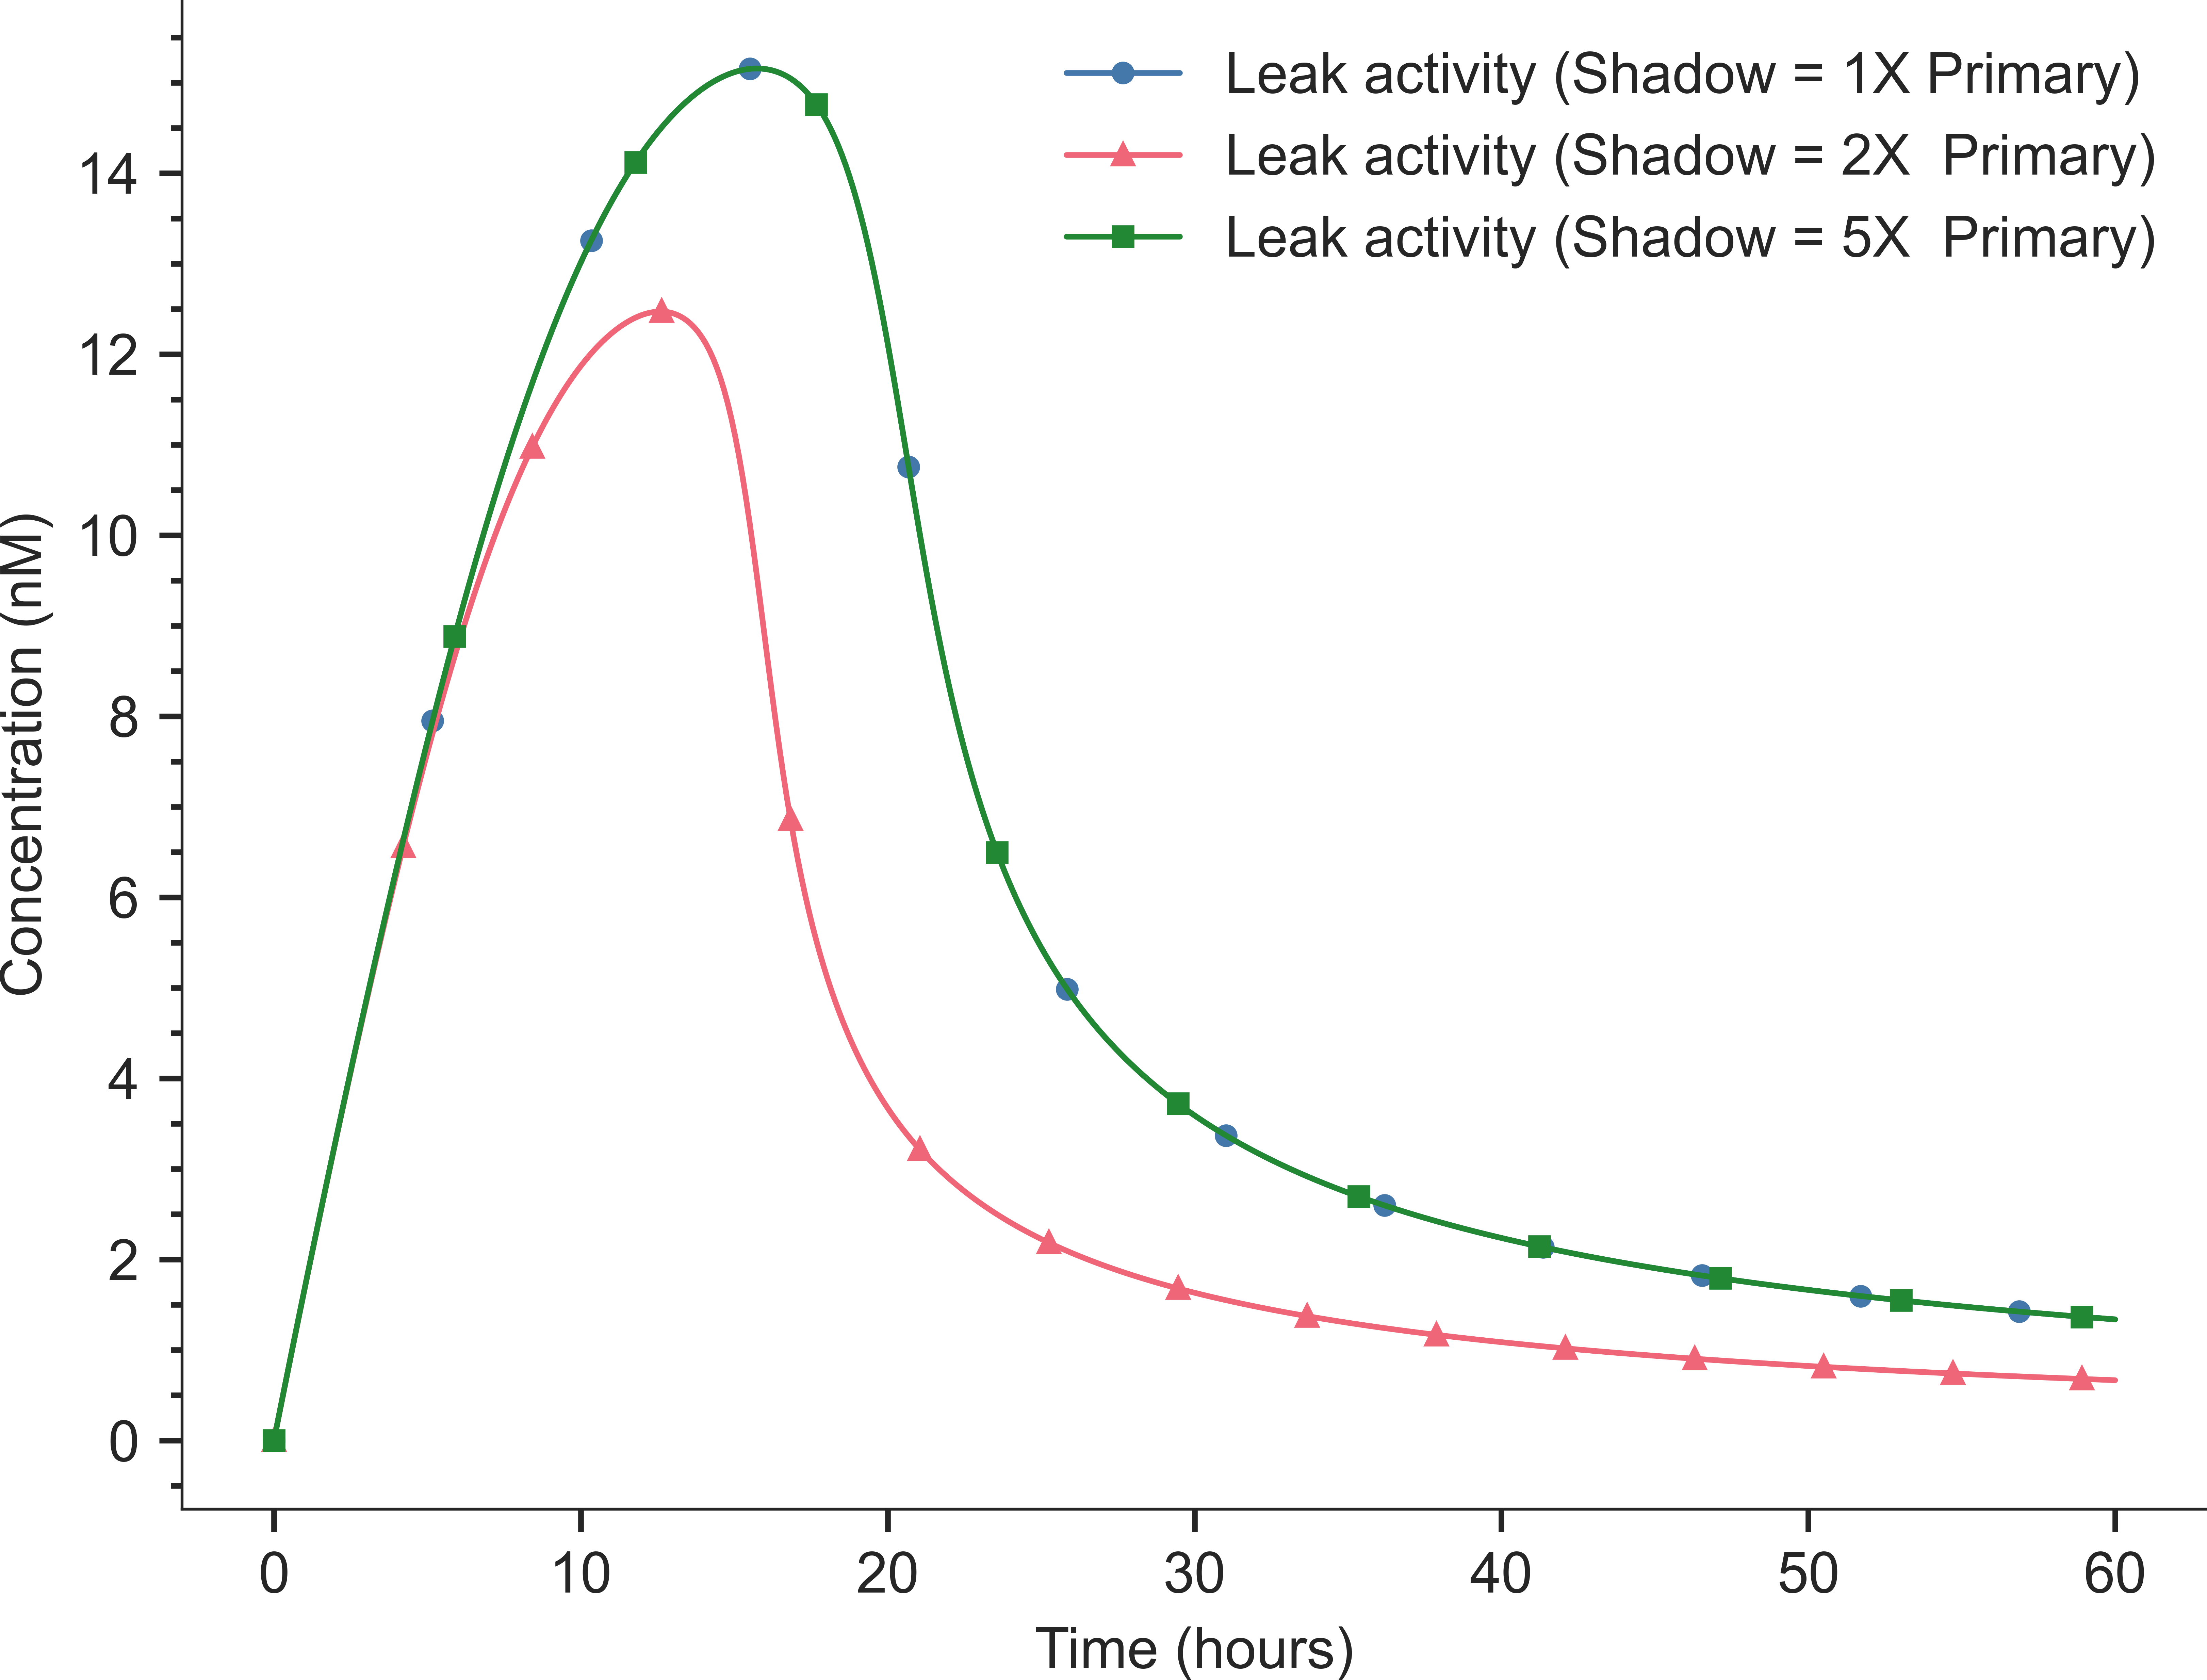 Leak activity (Shadow = 1X Primary)
Leak activity (Shadow = 2X  Primary)
Leak activity (Shadow = 5X  Primary)
14
12
10
8
6
4
2
0
Concentration (nM)
0 10 20 30 40 50 60
Time (hours)